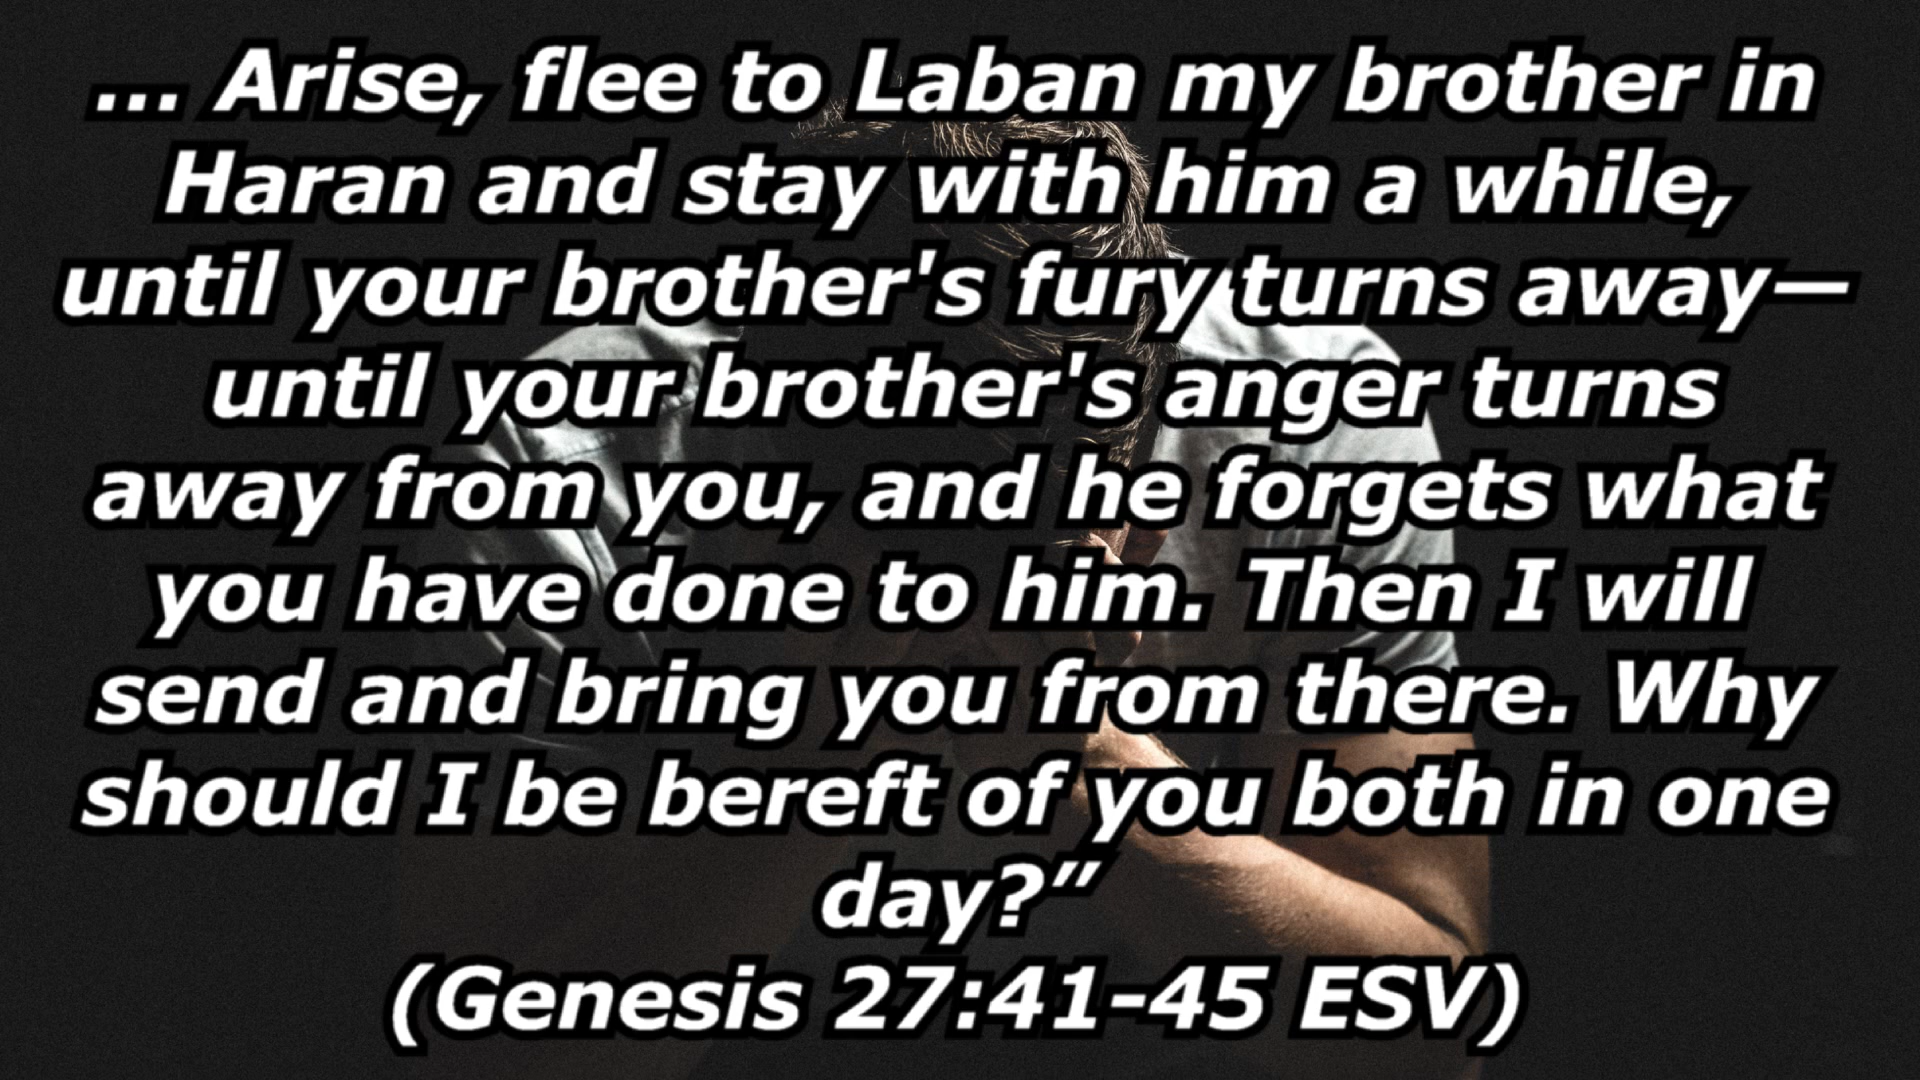 ... Arise, flee to Laban my brother in
Haran and stay with him a while,
until your brother's fury turns away—
until your brother's anger turns
away from you, and he forgets what
you have done to him. Then I will
send and bring you from there. Why
should I be bereft of you both in one
day?”
(Genesis 27:41-45 ESV)